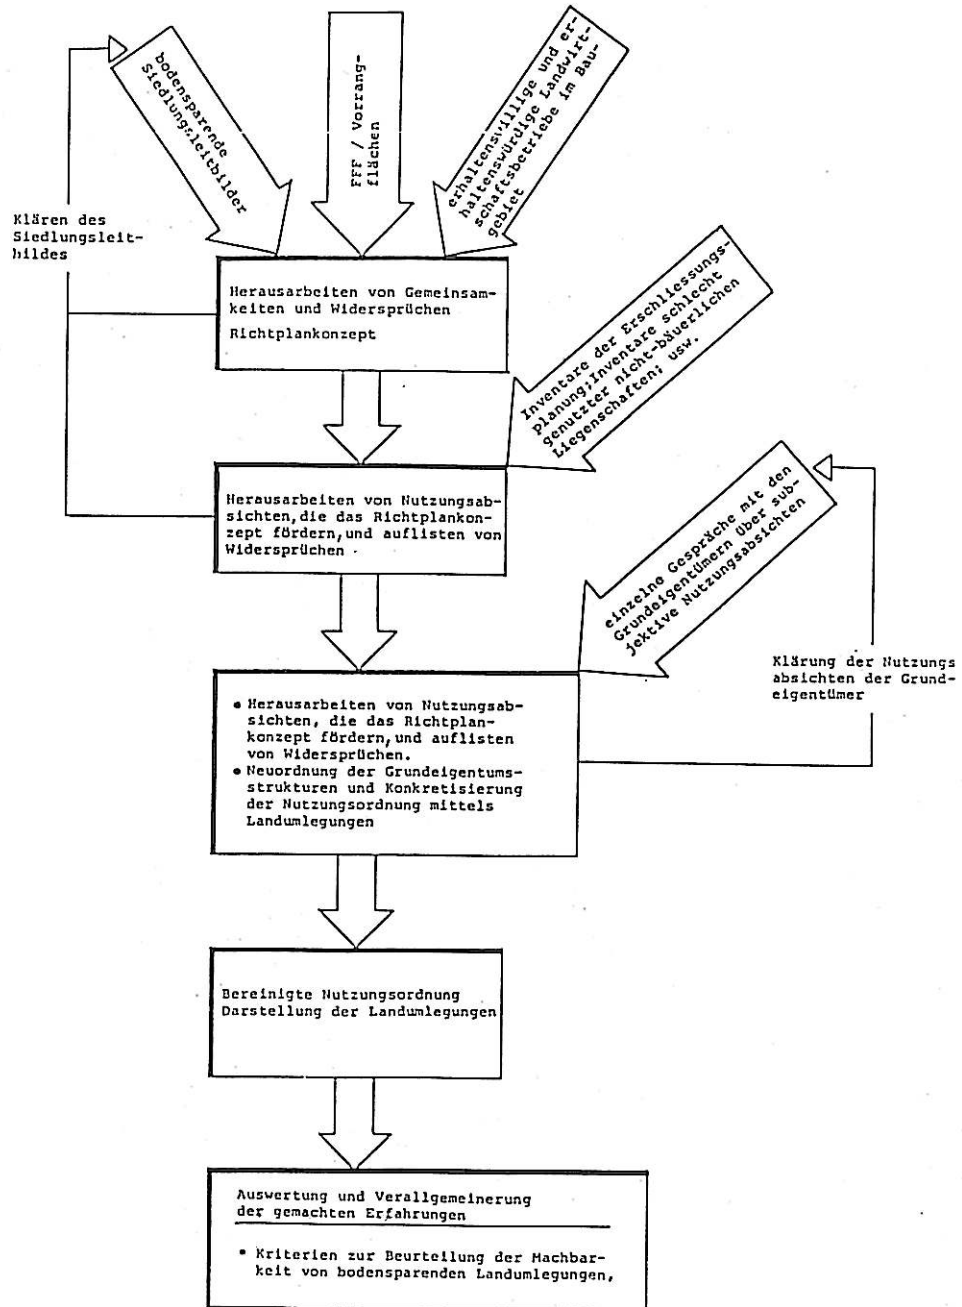 bodensparende
Siedlungsleitbilder
FFF / Vorrang-
flächen
erhaltenswillige und er-
haltenswürdige Landwirt-
schaftsbetriebe im Bau-
gebiet
Klären des
Siedlungsleit-
bildes
Herausarbeiten von Gemeinsam-
keiten und Widersprüchen
Richtplankonzept
Inventare der Erschliessungs-
planung; Inventare schlecht
genutzter nicht-bäuerlichen
Liegenschaften; usw.
Herausarbeiten von Nutzungsab-
sichten, die das Richtplankon-
zept fördern, und auflisten von
Widersprüchen.
einzelne Gespräche mit den
Grundeigentümern über sub-
jektive Nutzungsabsichten
Klärung der Nutzungs
absichten der Grund-
eigentümer
• Herausarbeiten von Nutzungsab-
sichten, die das Richtplan-
konzept fördern, und auflisten
von Widersprüchen.
• Neuordnung der Grundeigentums-
strukturen und Konkretisierung
der Nutzungsordnung mittels
Landumlegungen
Bereinigte Nutzungsordnung
Darstellung der Landumlegungen
Auswertung und Verallgemeinerung
der gemachten Erfahrungen
• Kriterien zur Beurteilung der Machbar-
keit von bodensparenden Landumlegungen,